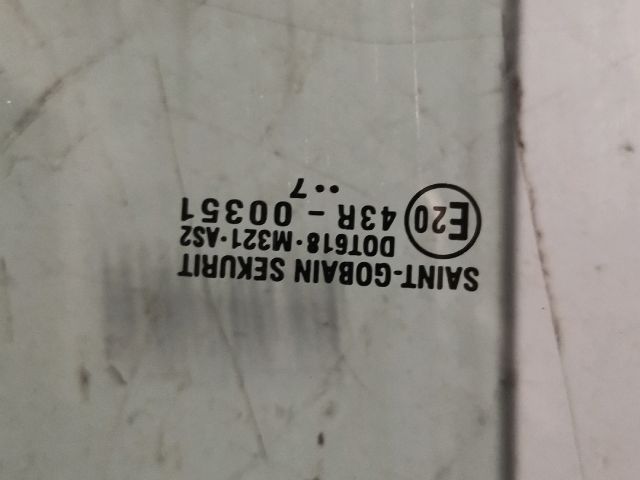 SAINT-GOBAIN SEKURIT
DOT618·M321·AS2
E20 43R - 00351
··7